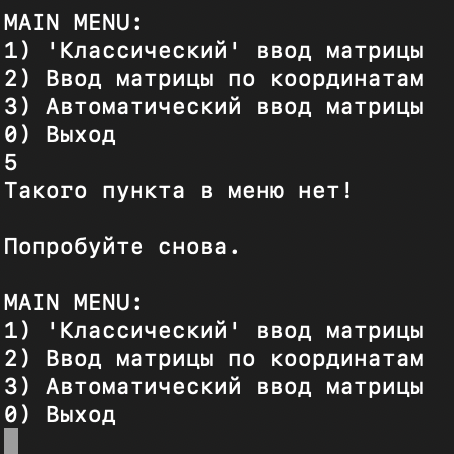 MAIN MENU:
1) 'Классический' ввод матрицы
2) Ввод матрицы по координатам
3) Автоматический ввод матрицы
0) Выход
5
Такого пункта в меню нет!
Попробуйте снова.
MAIN MENU:
1) 'Классический' ввод матрицы
2) Ввод матрицы по координатам
3) Автоматический ввод матрицы
0) Выход